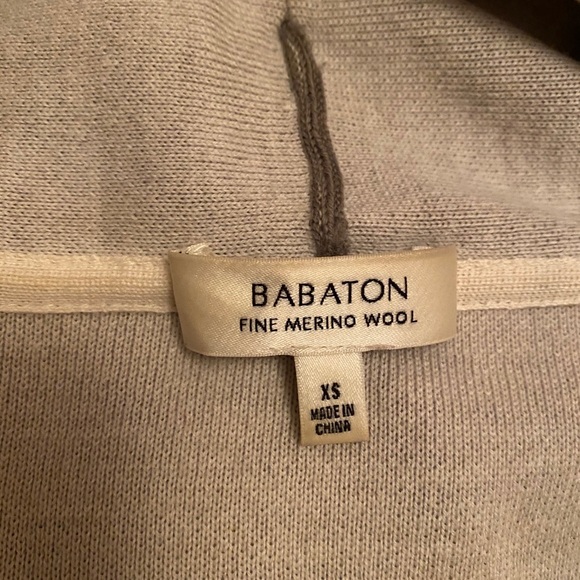 BABATON
FINE MERINO WOOL
XS
MADE IN
CHINA